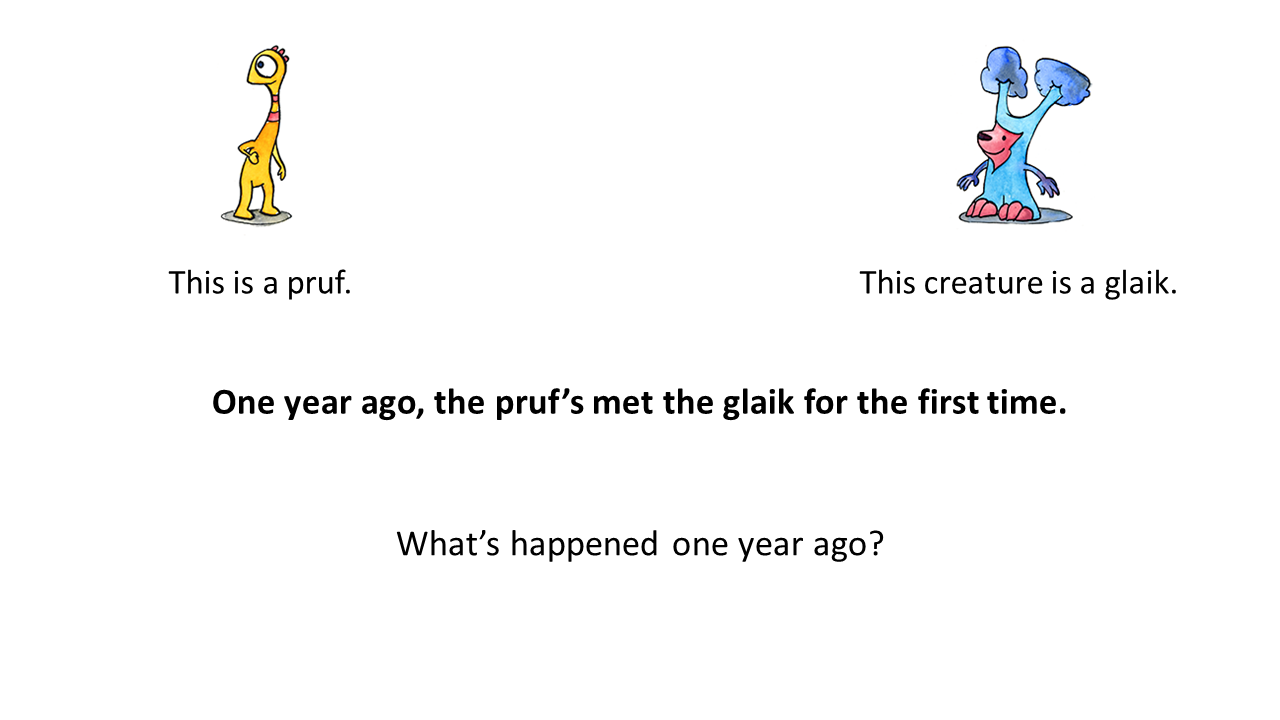 This is a pruf.
This creature is a glaik.
One year ago, the pruf’s met the glaik for the first time.
What’s happened one year ago?